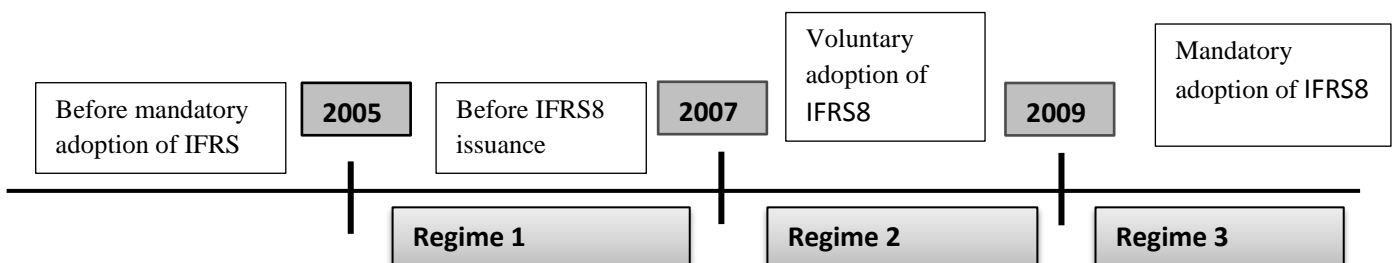 Before mandatory
adoption of IFRS
2005
Before IFRS8
issuance
2007
Voluntary
adoption of
IFRS8
2009
Mandatory
adoption of IFRS8
Regime 1
Regime 2
Regime 3